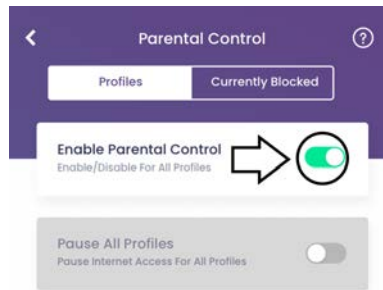 Parental Control
?
Profiles
Currently Blocked
Enable Parental Control
Enable/Disable For All Profiles
Pause All Profiles
Pause Internet Access For All Profiles